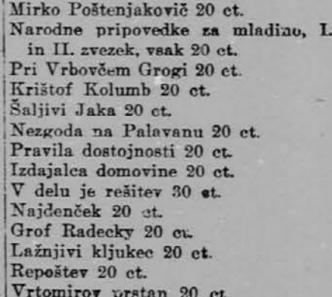 Mirko Poštenjakovič 20 ct.
Narodne pripovedke za mladino, I.
in II. zvezek, vsak 20 ct.
Pri Vrbovčem Grogi 20 ct.
Krištof Kolumb 20 ct.
Šaljivi Jaka 20 ct.
Nezgoda na Palavanu 20 ct.
Pravila dostojnosti 20 ct.
Izdajalca domovine 20 ct.
V delu je rešitev 30 ct.
Najdenček 20 ct.
Grof Radecky 20 ct.
Lažnjivi kljukec 20 ct.
Repoštev 20 ct.
Vrtomirov prstan 20 ct.